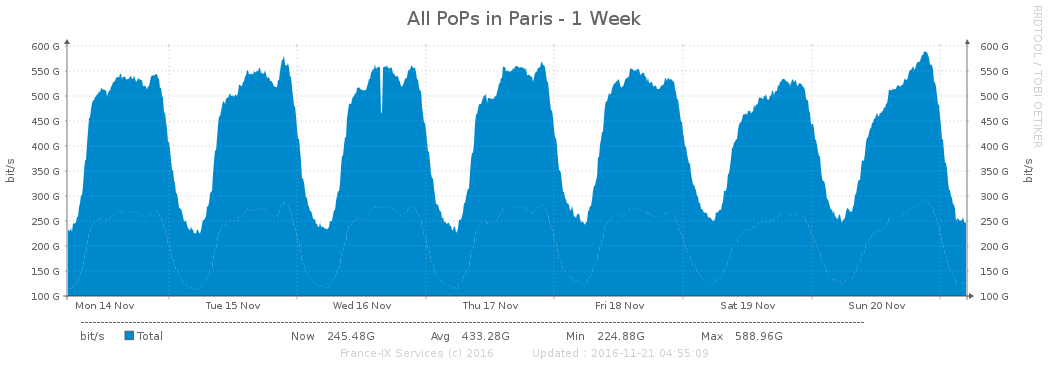 All PoPs in Paris - 1 Week
RRDTOOL / TOBI OETIKER
600 G 600 G
550 G 550 G
500 G 500 G
450 G 450 G
400 G 400 G
350 G 350 G
300 G 300 G
250 G 250 G
200 G 200 G
150 G 150 G
100 G 100 G
bit/s
bit/s
Mon 14 Nov Tue 15 Nov Wed 16 Nov Thu 17 Nov Fri 18 Nov Sat 19 Nov Sun 20 Nov
bit/s Total Now 245.48G Avg 433.28G Min 224.88G Max 588.96G
France-IX Services (c) 2016 Updated : 2016-11-21 04:55:09